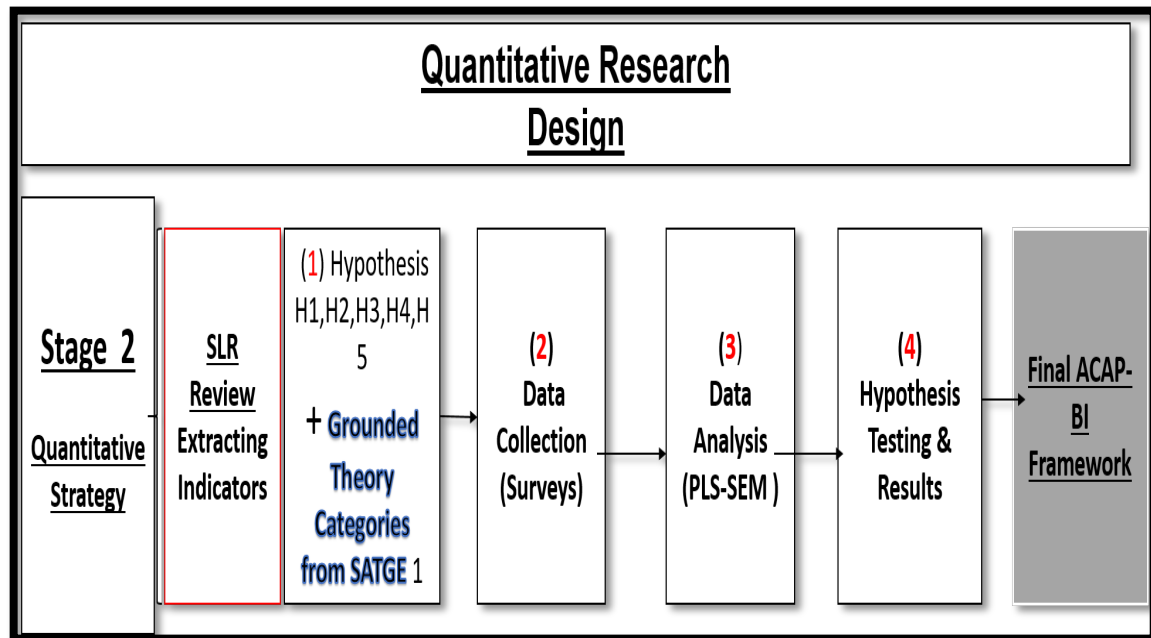 Quantitative Research
Design
Stage 2
Quantitative
Strategy
SLR
Review
Extracting
Indicators
(1) Hypothesis
H1,H2,H3,H4,H
5
+ Grounded
Theory
Categories
from SATGE 1
(2)
Data
Collection
(Surveys)
(3)
Data
Analysis
(PLS-SEM )
(4)
Hypothesis
Testing &
Results
Final ACAP-
BI
Framework